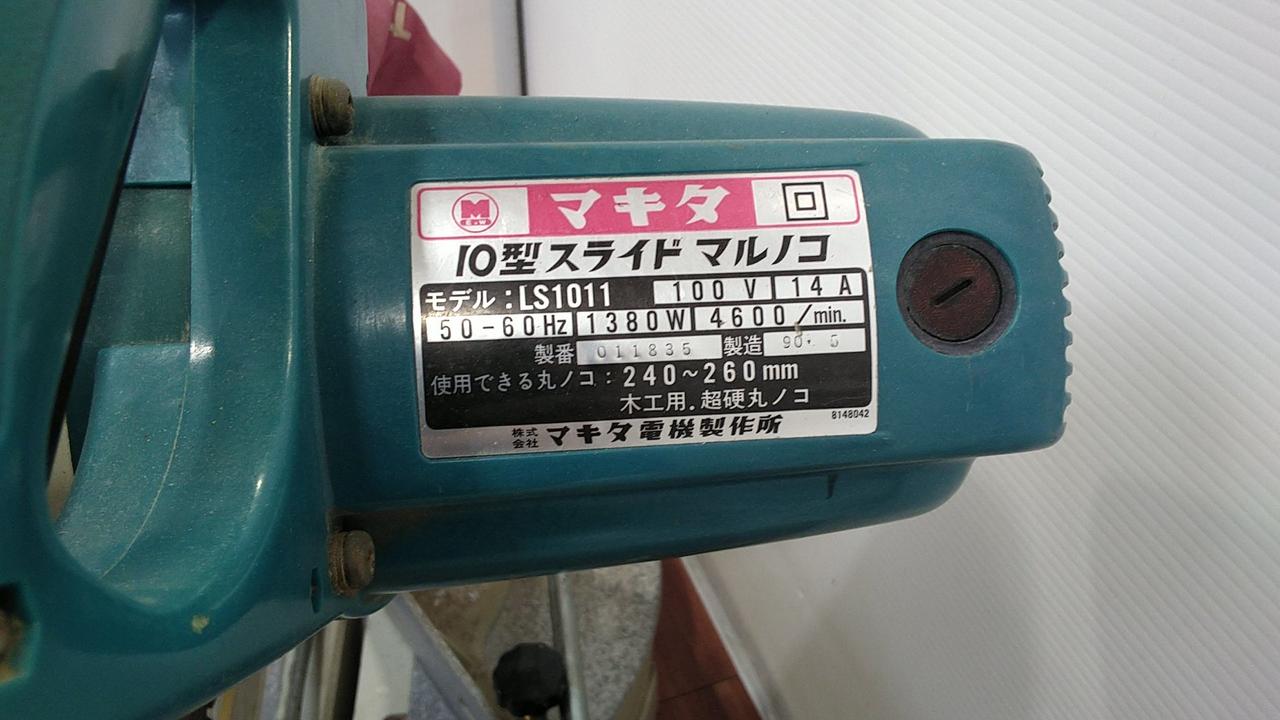 M
E.W
マキタ
10型スライドマルノコ
モデル:LS1011 100V 14A
50-60Hz 1380W 4600/min.
製番 011835 製造 90. 5
使用できる丸ノコ:240~260mm
木工用.超硬丸ノコ
8148042
株式会社 マキタ電機製作所